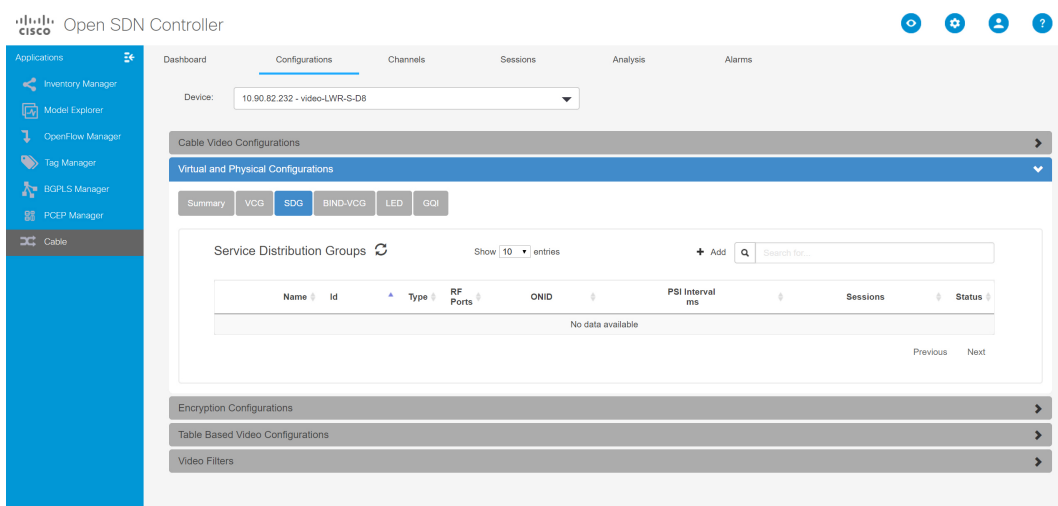 CISCO Open SDN Controller
Applications
Inventory Manager
Model Explorer
OpenFlow Manager
Tag Manager
BGPLS Manager
PCEP Manager
Cable
Dashboard Configurations Channels Sessions Analysis Alarms
Device: 10.90.82.232 - video-LWR-S-D8
Cable Video Configurations
Virtual and Physical Configurations
Summary VCG SDG BIND-VCG LED GQI
Service Distribution Groups Show 10 entries + Add Search for...
Name Id Type RF Ports ONID PSI Interval ms Sessions Status
No data available
Previous Next
Encryption Configurations
Table Based Video Configurations
Video Filters